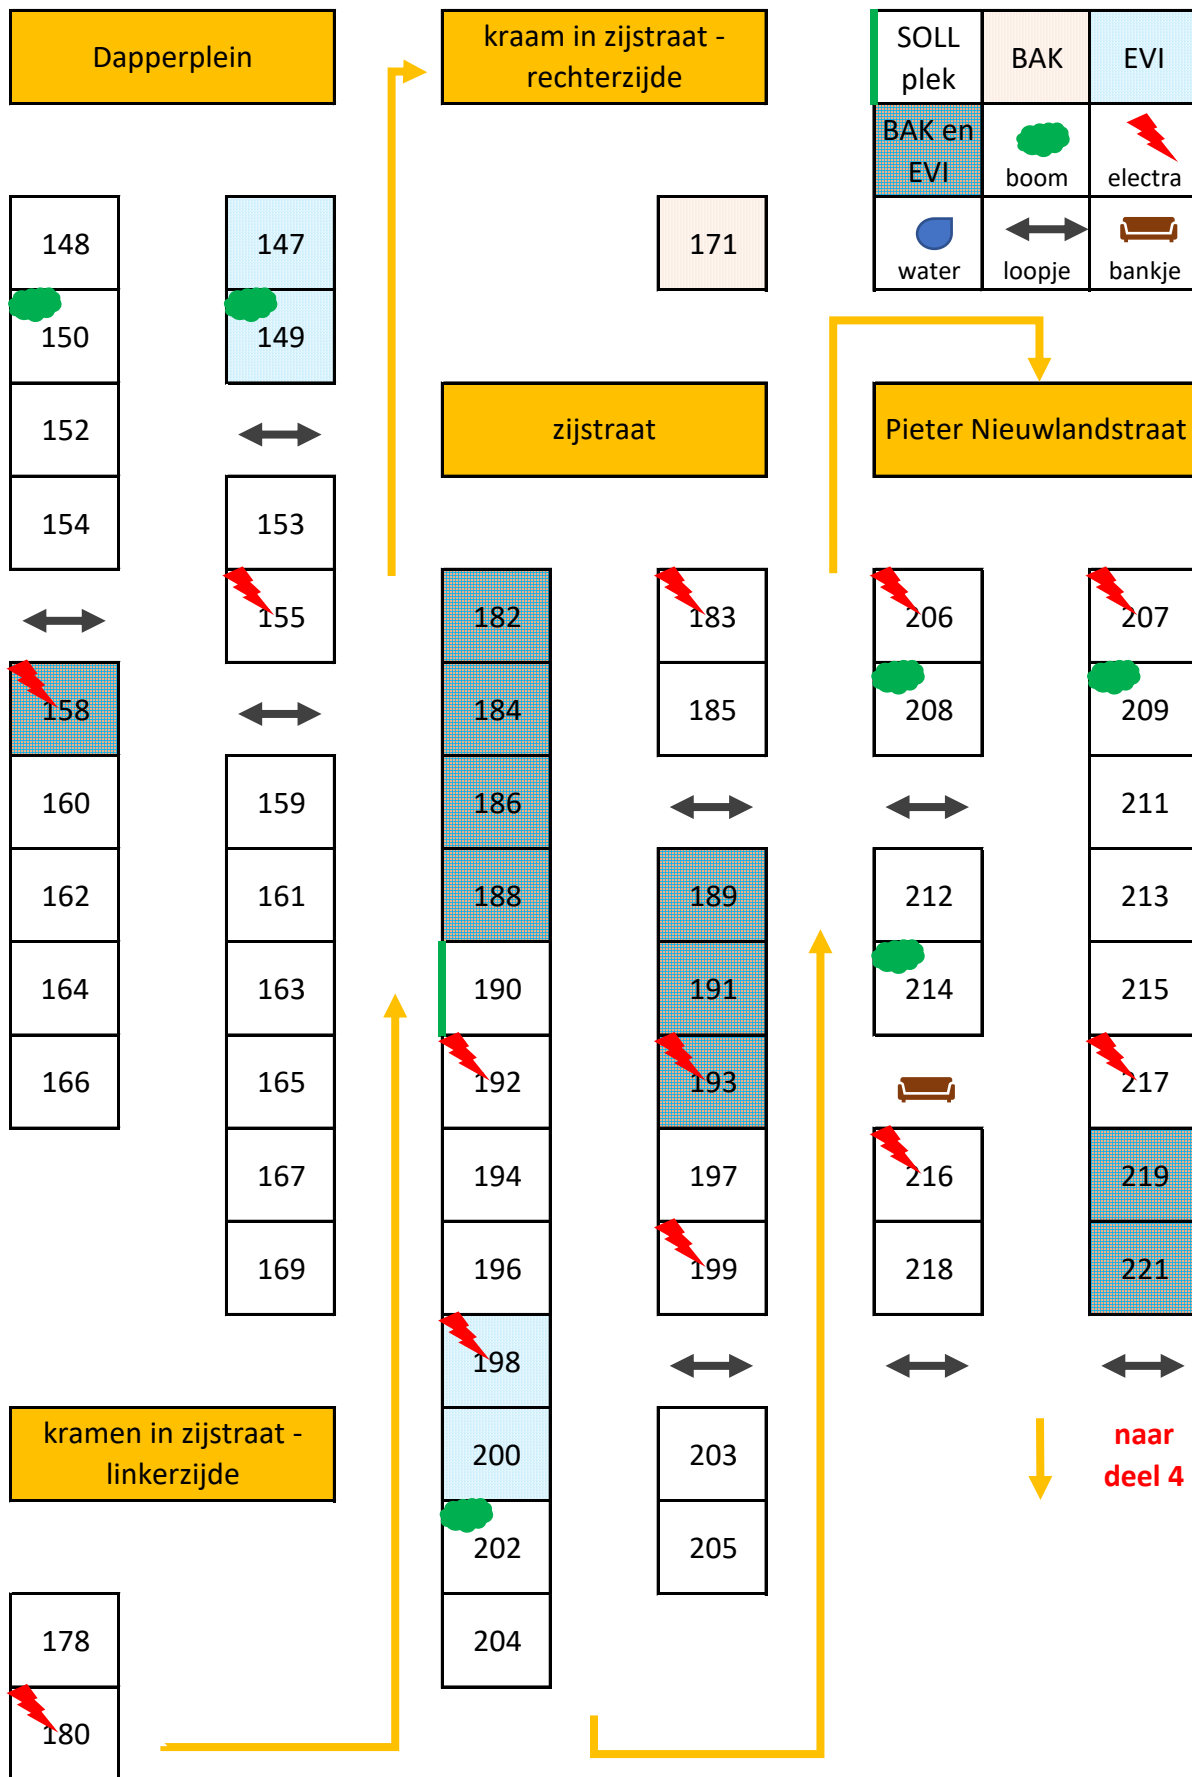 Dapperplein
148
147
150
149
152
154
153
155
158
160
159
162
161
164
163
166
165
167
169
kramen in zijstraat -
linkerzijde
178
180
kraam in zijstraat -
rechterzijde
171
zijstraat
182
183
184
185
186
188
189
190
191
192
193
194
197
196
199
198
200
203
202
205
204
SOLL
plek
BAK
EVI
BAK en
EVI
boom
electra
water
loopje
bankje
Pieter Nieuwlandstraat
206
207
208
209
211
212
213
214
215
217
216
219
218
221
naar
deel 4